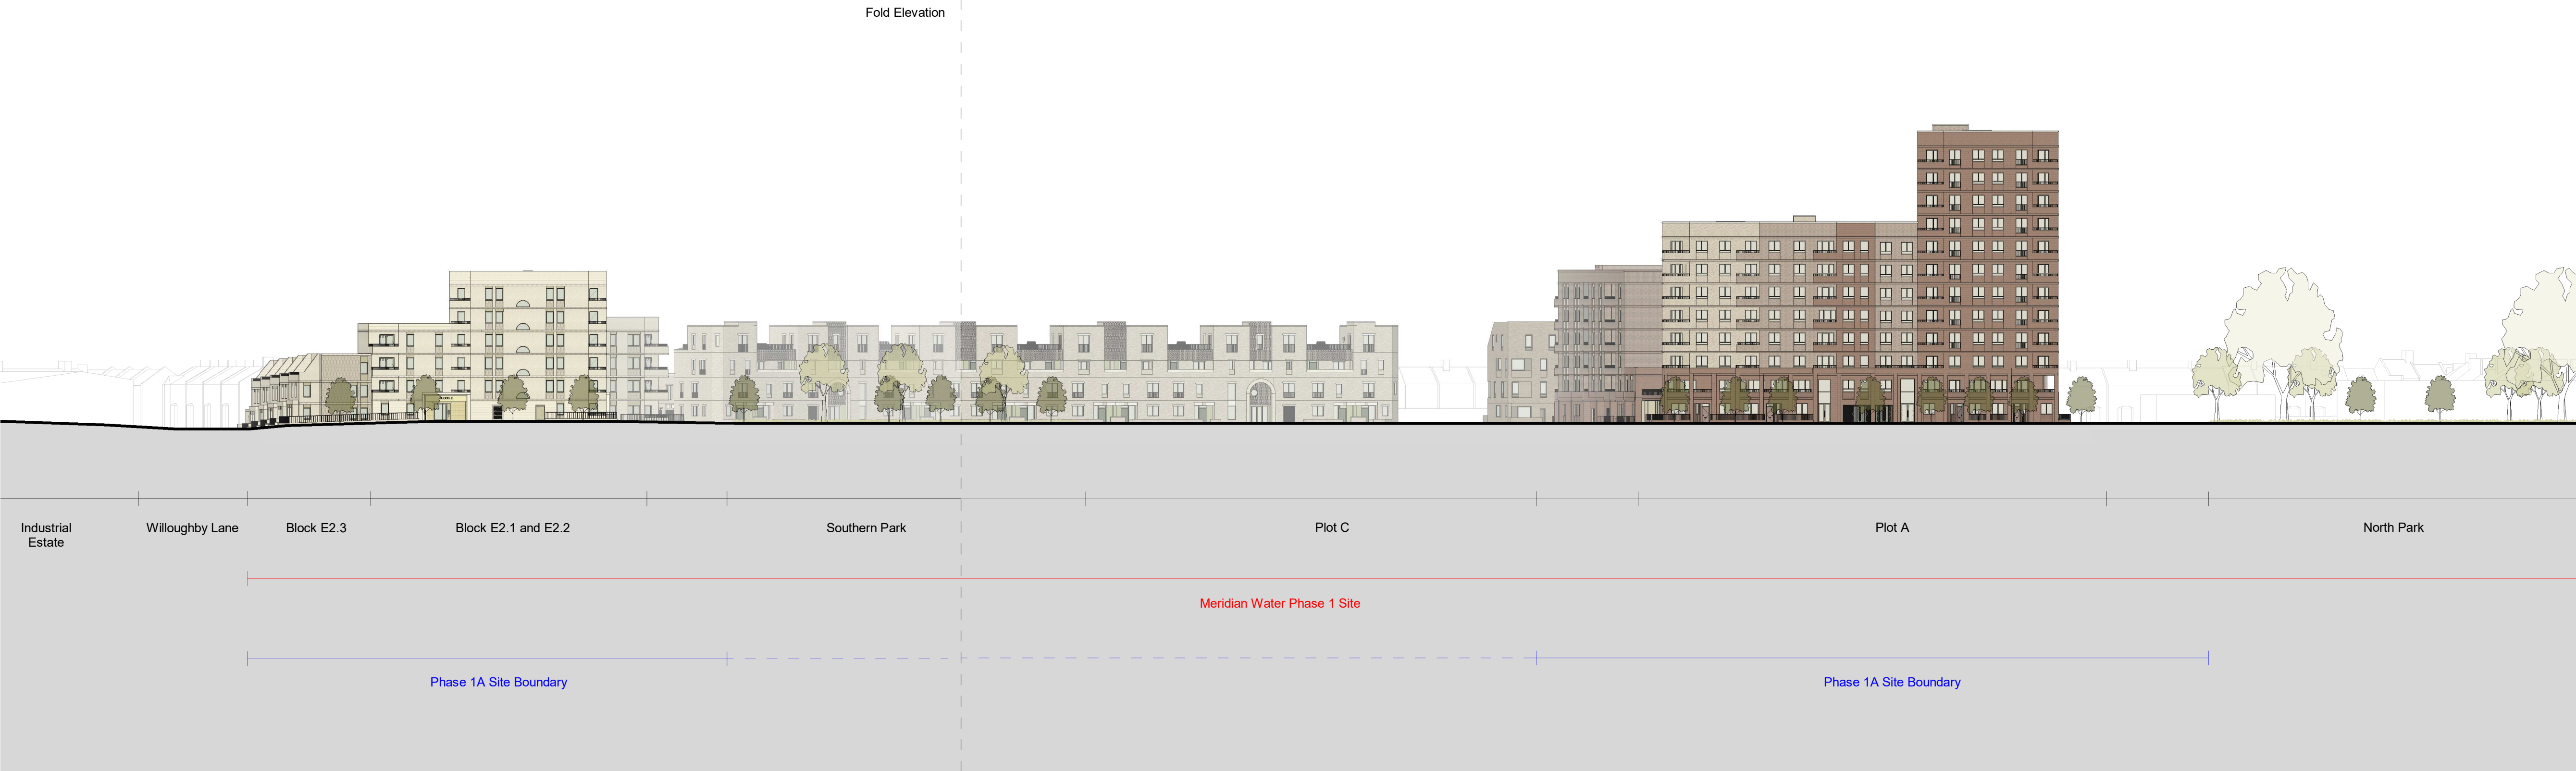 Fold Elevation
BLOCK E
Industrial
Estate
Willoughby Lane
Block E2.3
Block E2.1 and E2.2
Southern Park
Plot C
Plot A
North Park
Meridian Water Phase 1 Site
Phase 1A Site Boundary
Phase 1A Site Boundary